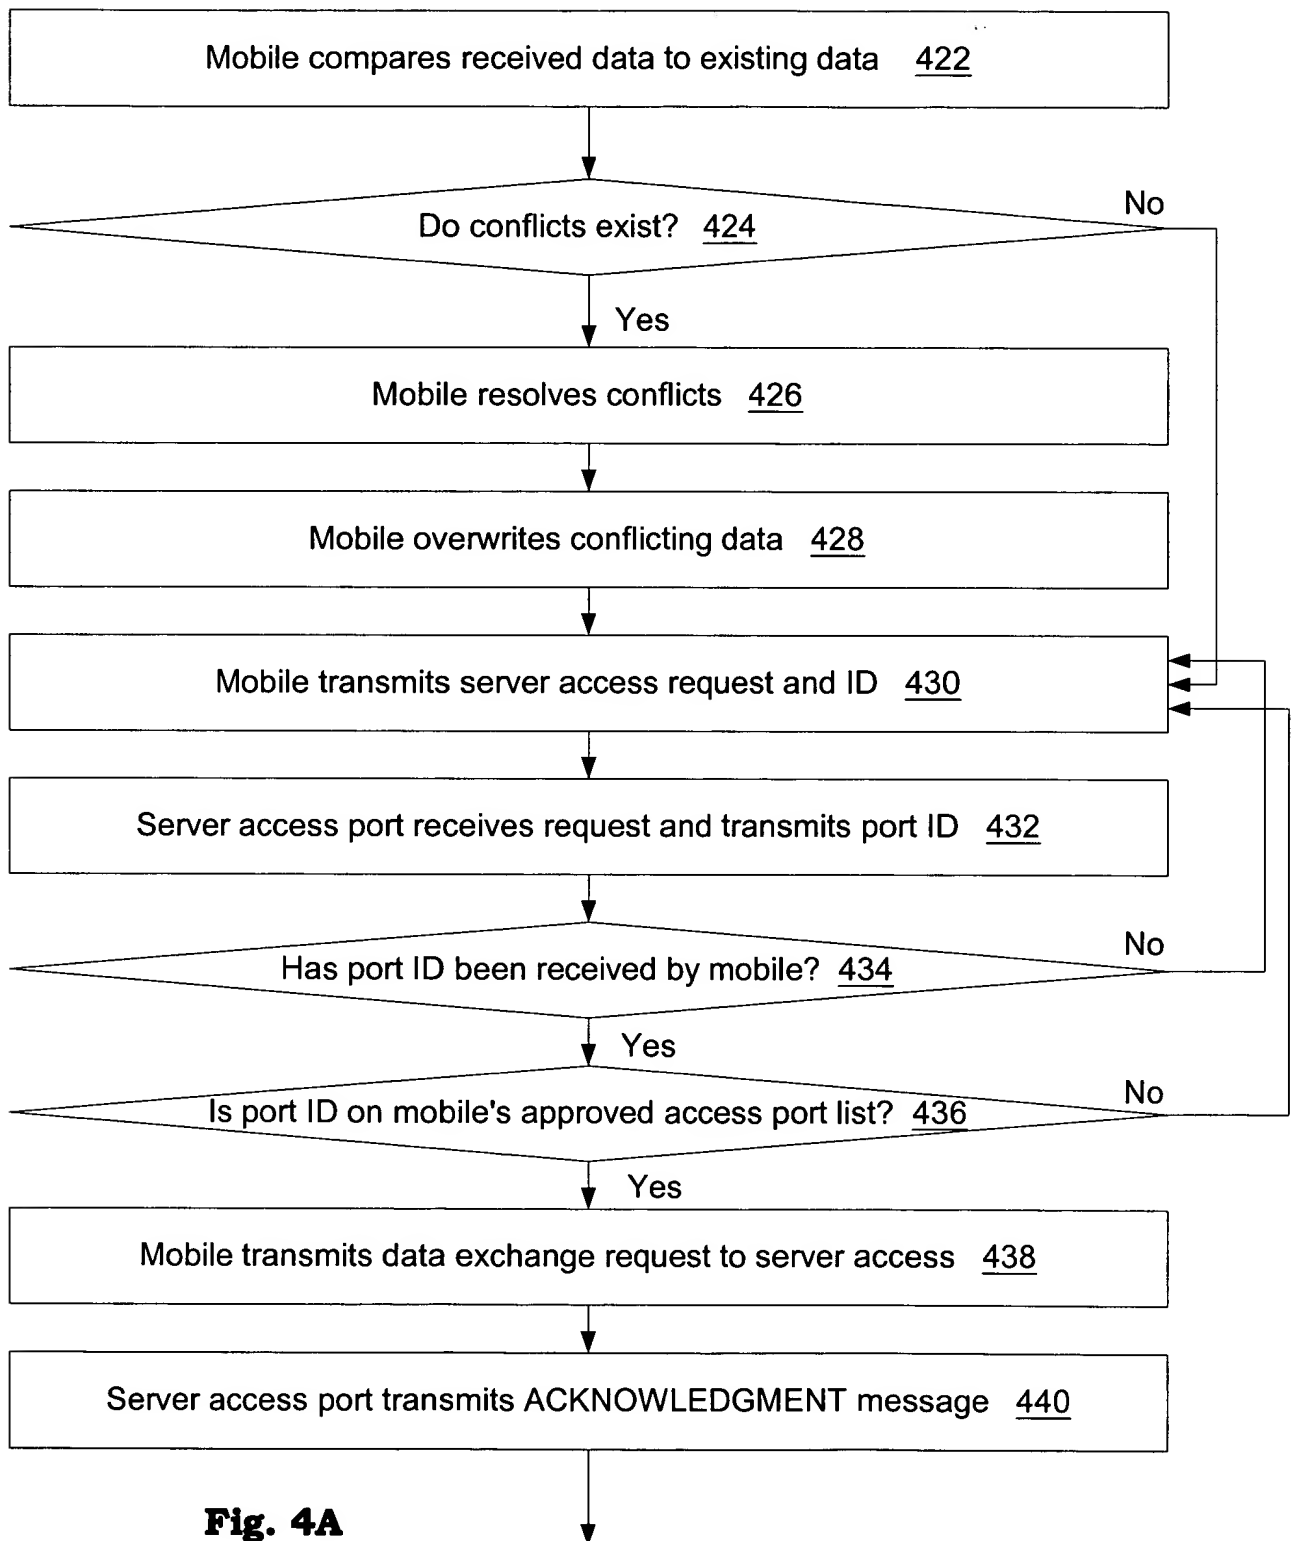 Mobile compares received data to existing data 422
Do conflicts exist? 424
No
Yes
Mobile resolves conflicts 426
Mobile overwrites conflicting data 428
Mobile transmits server access request and ID 430
Server access port receives request and transmits port ID 432
Has port ID been received by mobile? 434
No
Yes
Is port ID on mobile's approved access port list? 436
No
Yes
Mobile transmits data exchange request to server access 438
Server access port transmits ACKNOWLEDGMENT message 440
Fig. 4A